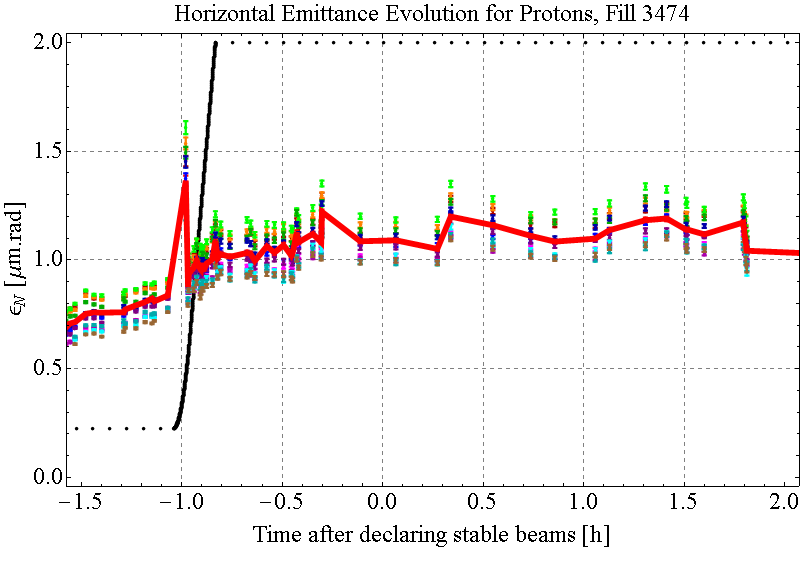 Horizontal Emittance Evolution for Protons, Fill 3474
2.0
1.5
1.0
0.5
0.0
ϵN [μm.rad]
−1.5 −1.0 −0.5 0.0 0.5 1.0 1.5 2.0
Time after declaring stable beams [h]